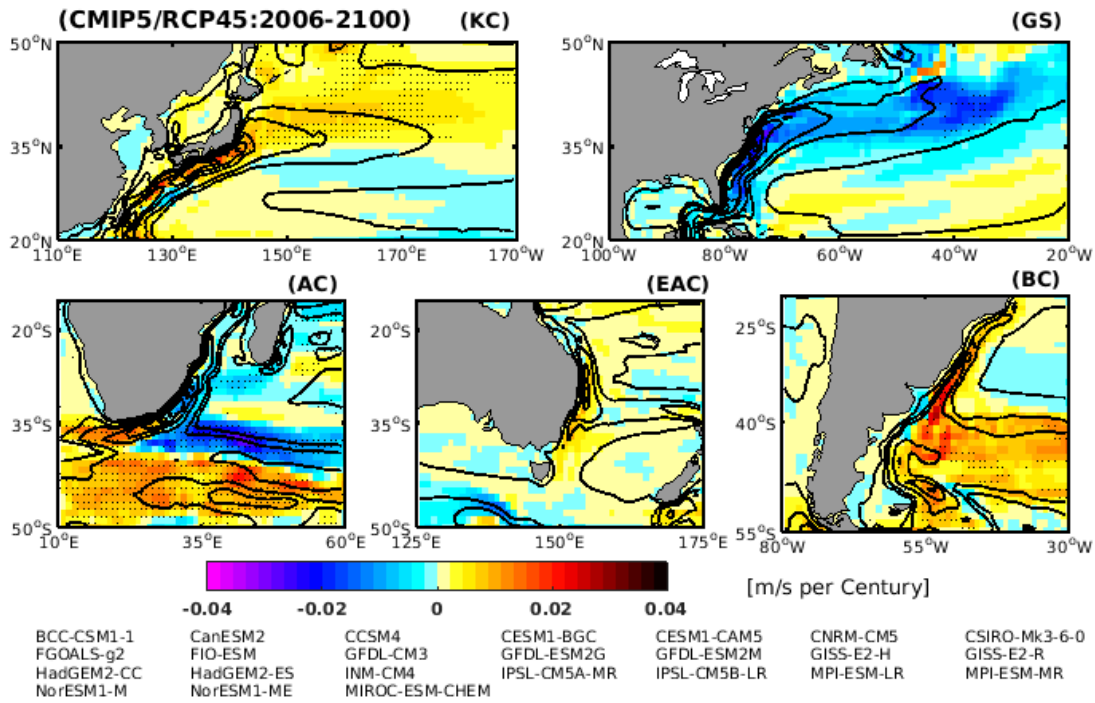 (CMIP5/RCP45:2006-2100) (KC) (GS)
50°N 50°N
35°N 35°N
20°N 20°N
110°E 130°E 150°E 170°E 170°W 100°W 80°W 60°W 40°W 20°W
(AC) (EAC) (BC)
20°S 20°S 25°S
35°S 35°S 40°S
50°S 50°S 55°S
10°E 35°E 60°E 125°E 150°E 175°E 80°W 55°W 30°W
-0.04 -0.02 0 0.02 0.04 [m/s per Century]
BCC-CSM1-1 CanESM2 CCSM4 CESM1-BGC CESM1-CAM5 CNRM-CM5 CSIRO-Mk3-6-0
FGOALS-g2 FIO-ESM GFDL-CM3 GFDL-ESM2G GFDL-ESM2M GISS-E2-H GISS-E2-R
HadGEM2-CC HadGEM2-ES INM-CM4 IPSL-CM5A-MR IPSL-CM5B-LR MPI-ESM-LR MPI-ESM-MR
NorESM1-M NorESM1-ME MIROC-ESM-CHEM